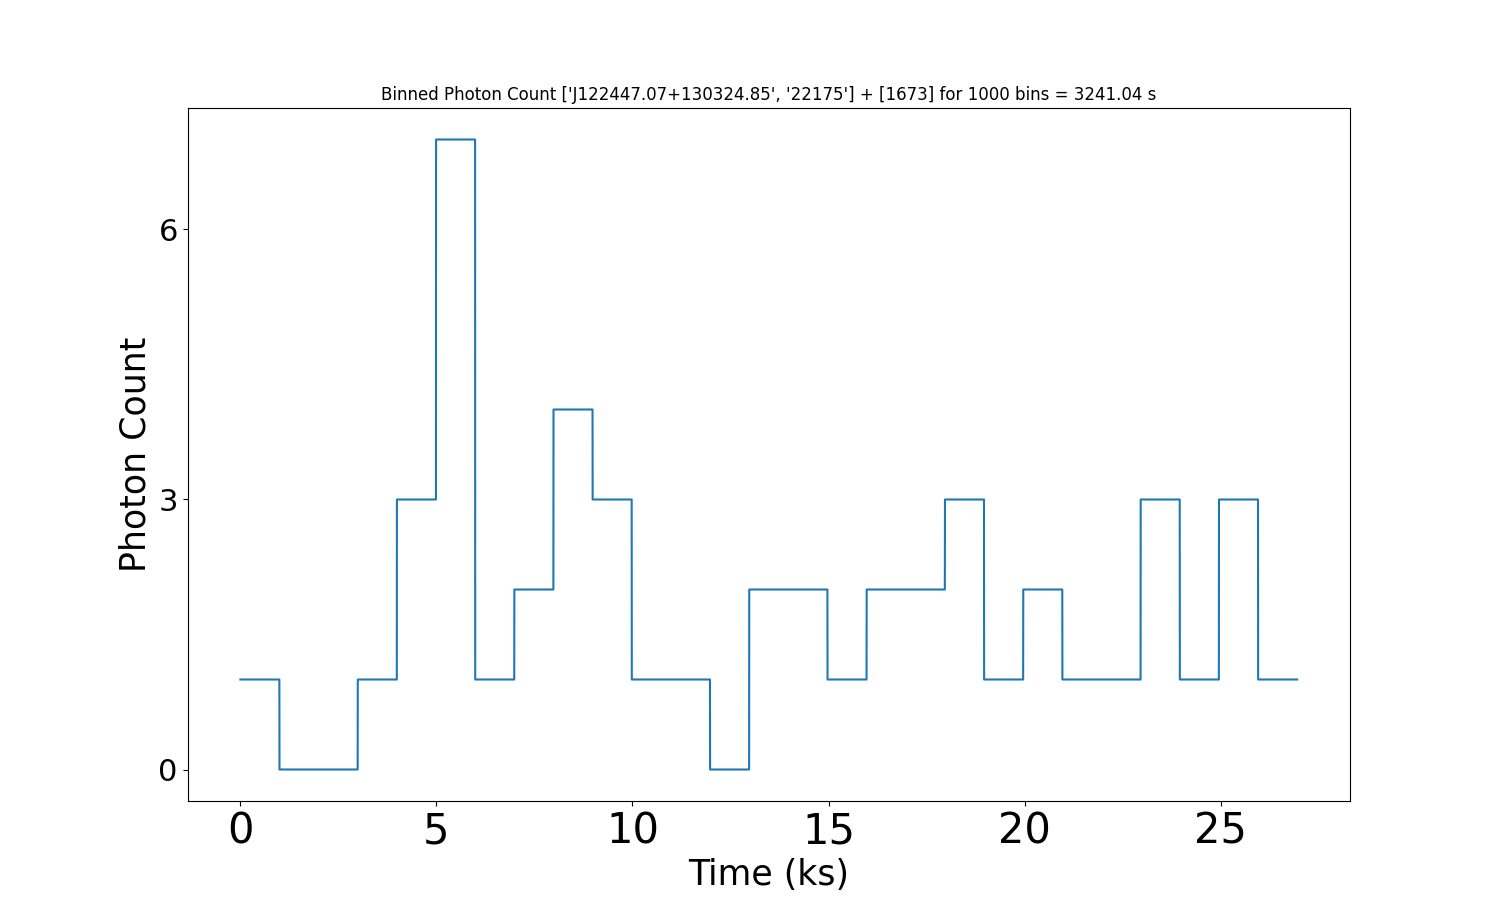 Binned Photon Count ['J122447.07+130324.85', '22175'] + [1673] for 1000 bins = 3241.04 s
Photon Count
6
3
0
0 5 10 15 20 25
Time (ks)